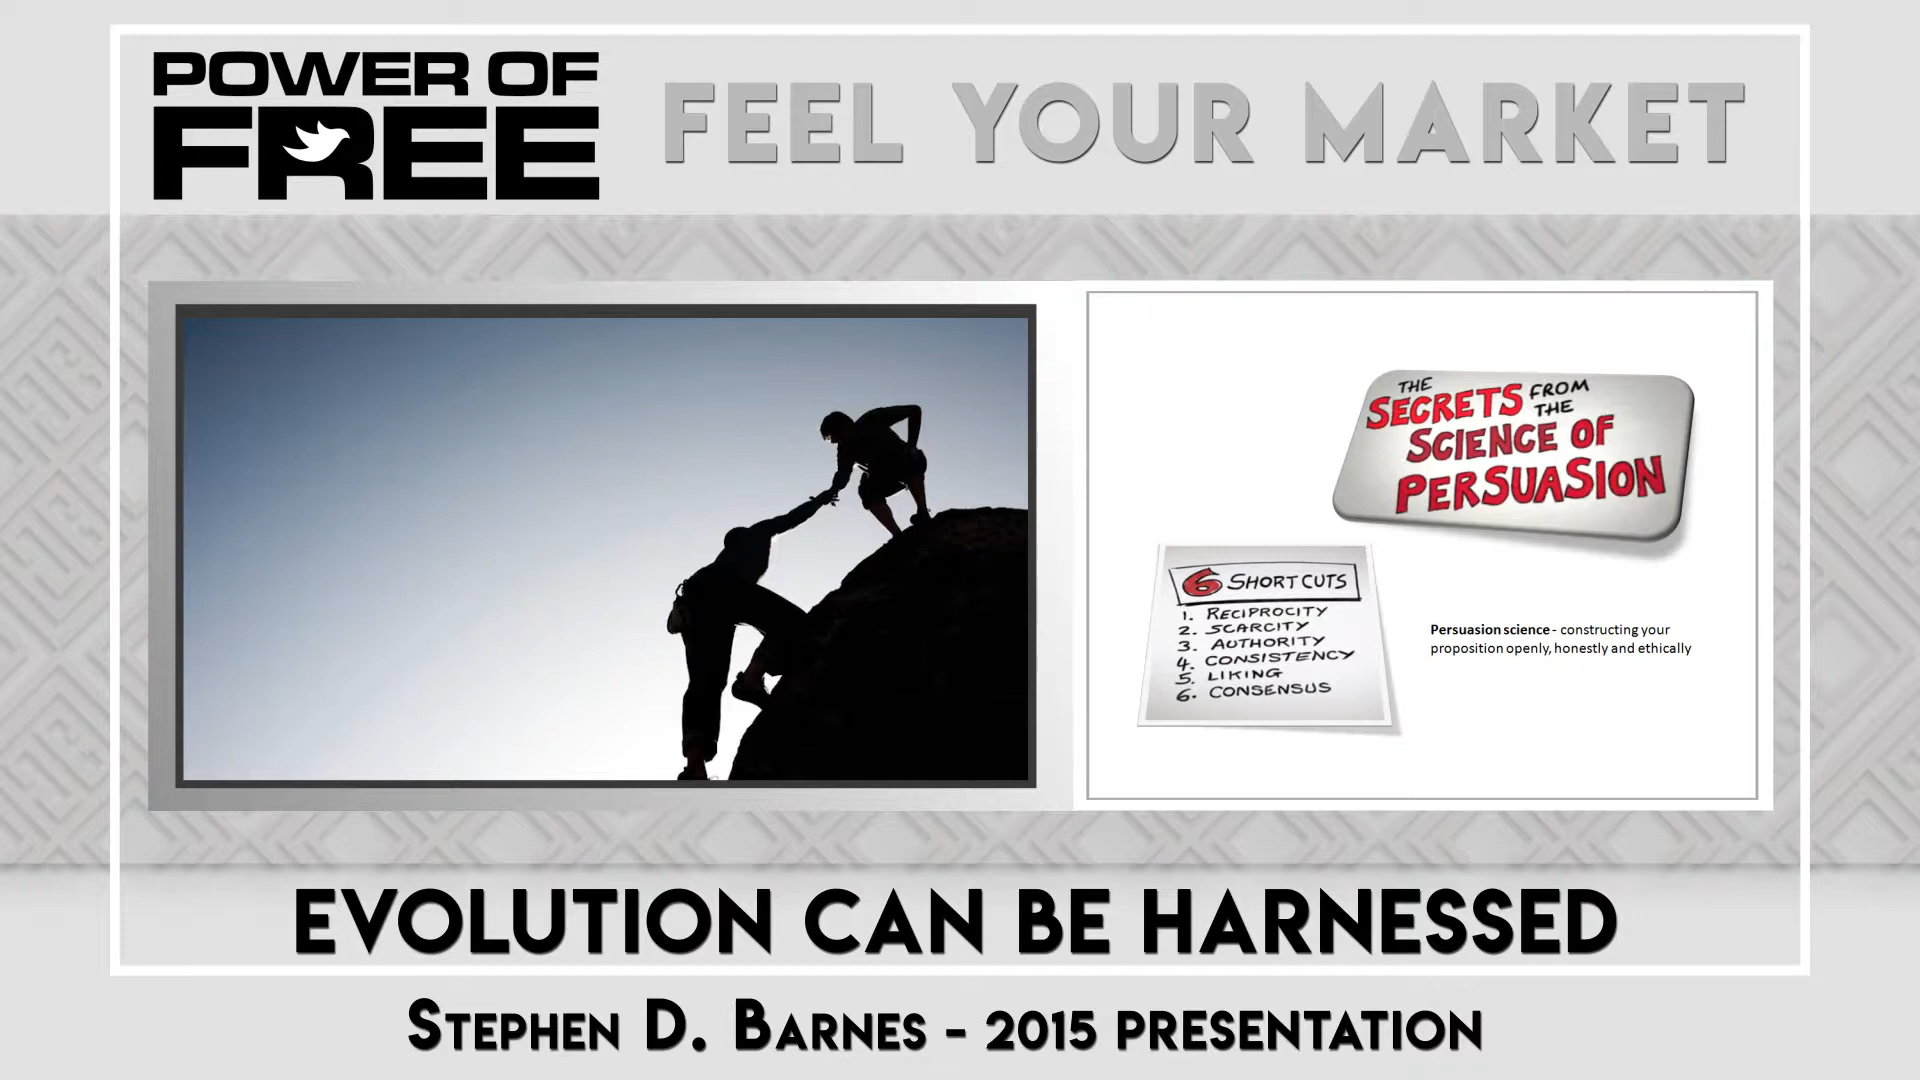 POWER OF
FREE
FEEL YOUR MARKET
THE
SECRETS FROM
THE
SCIENCE OF
PERSUASION
6 SHORTCUTS
1. RECIPROCITY
2. SCARCITY
3. AUTHORITY
4. CONSISTENCY
5. LIKING
6. CONSENSUS
Persuasion science - constructing your
proposition openly, honestly and ethically
EVOLUTION CAN BE HARNESSED
STEPHEN D. BARNES - 2015 PRESENTATION